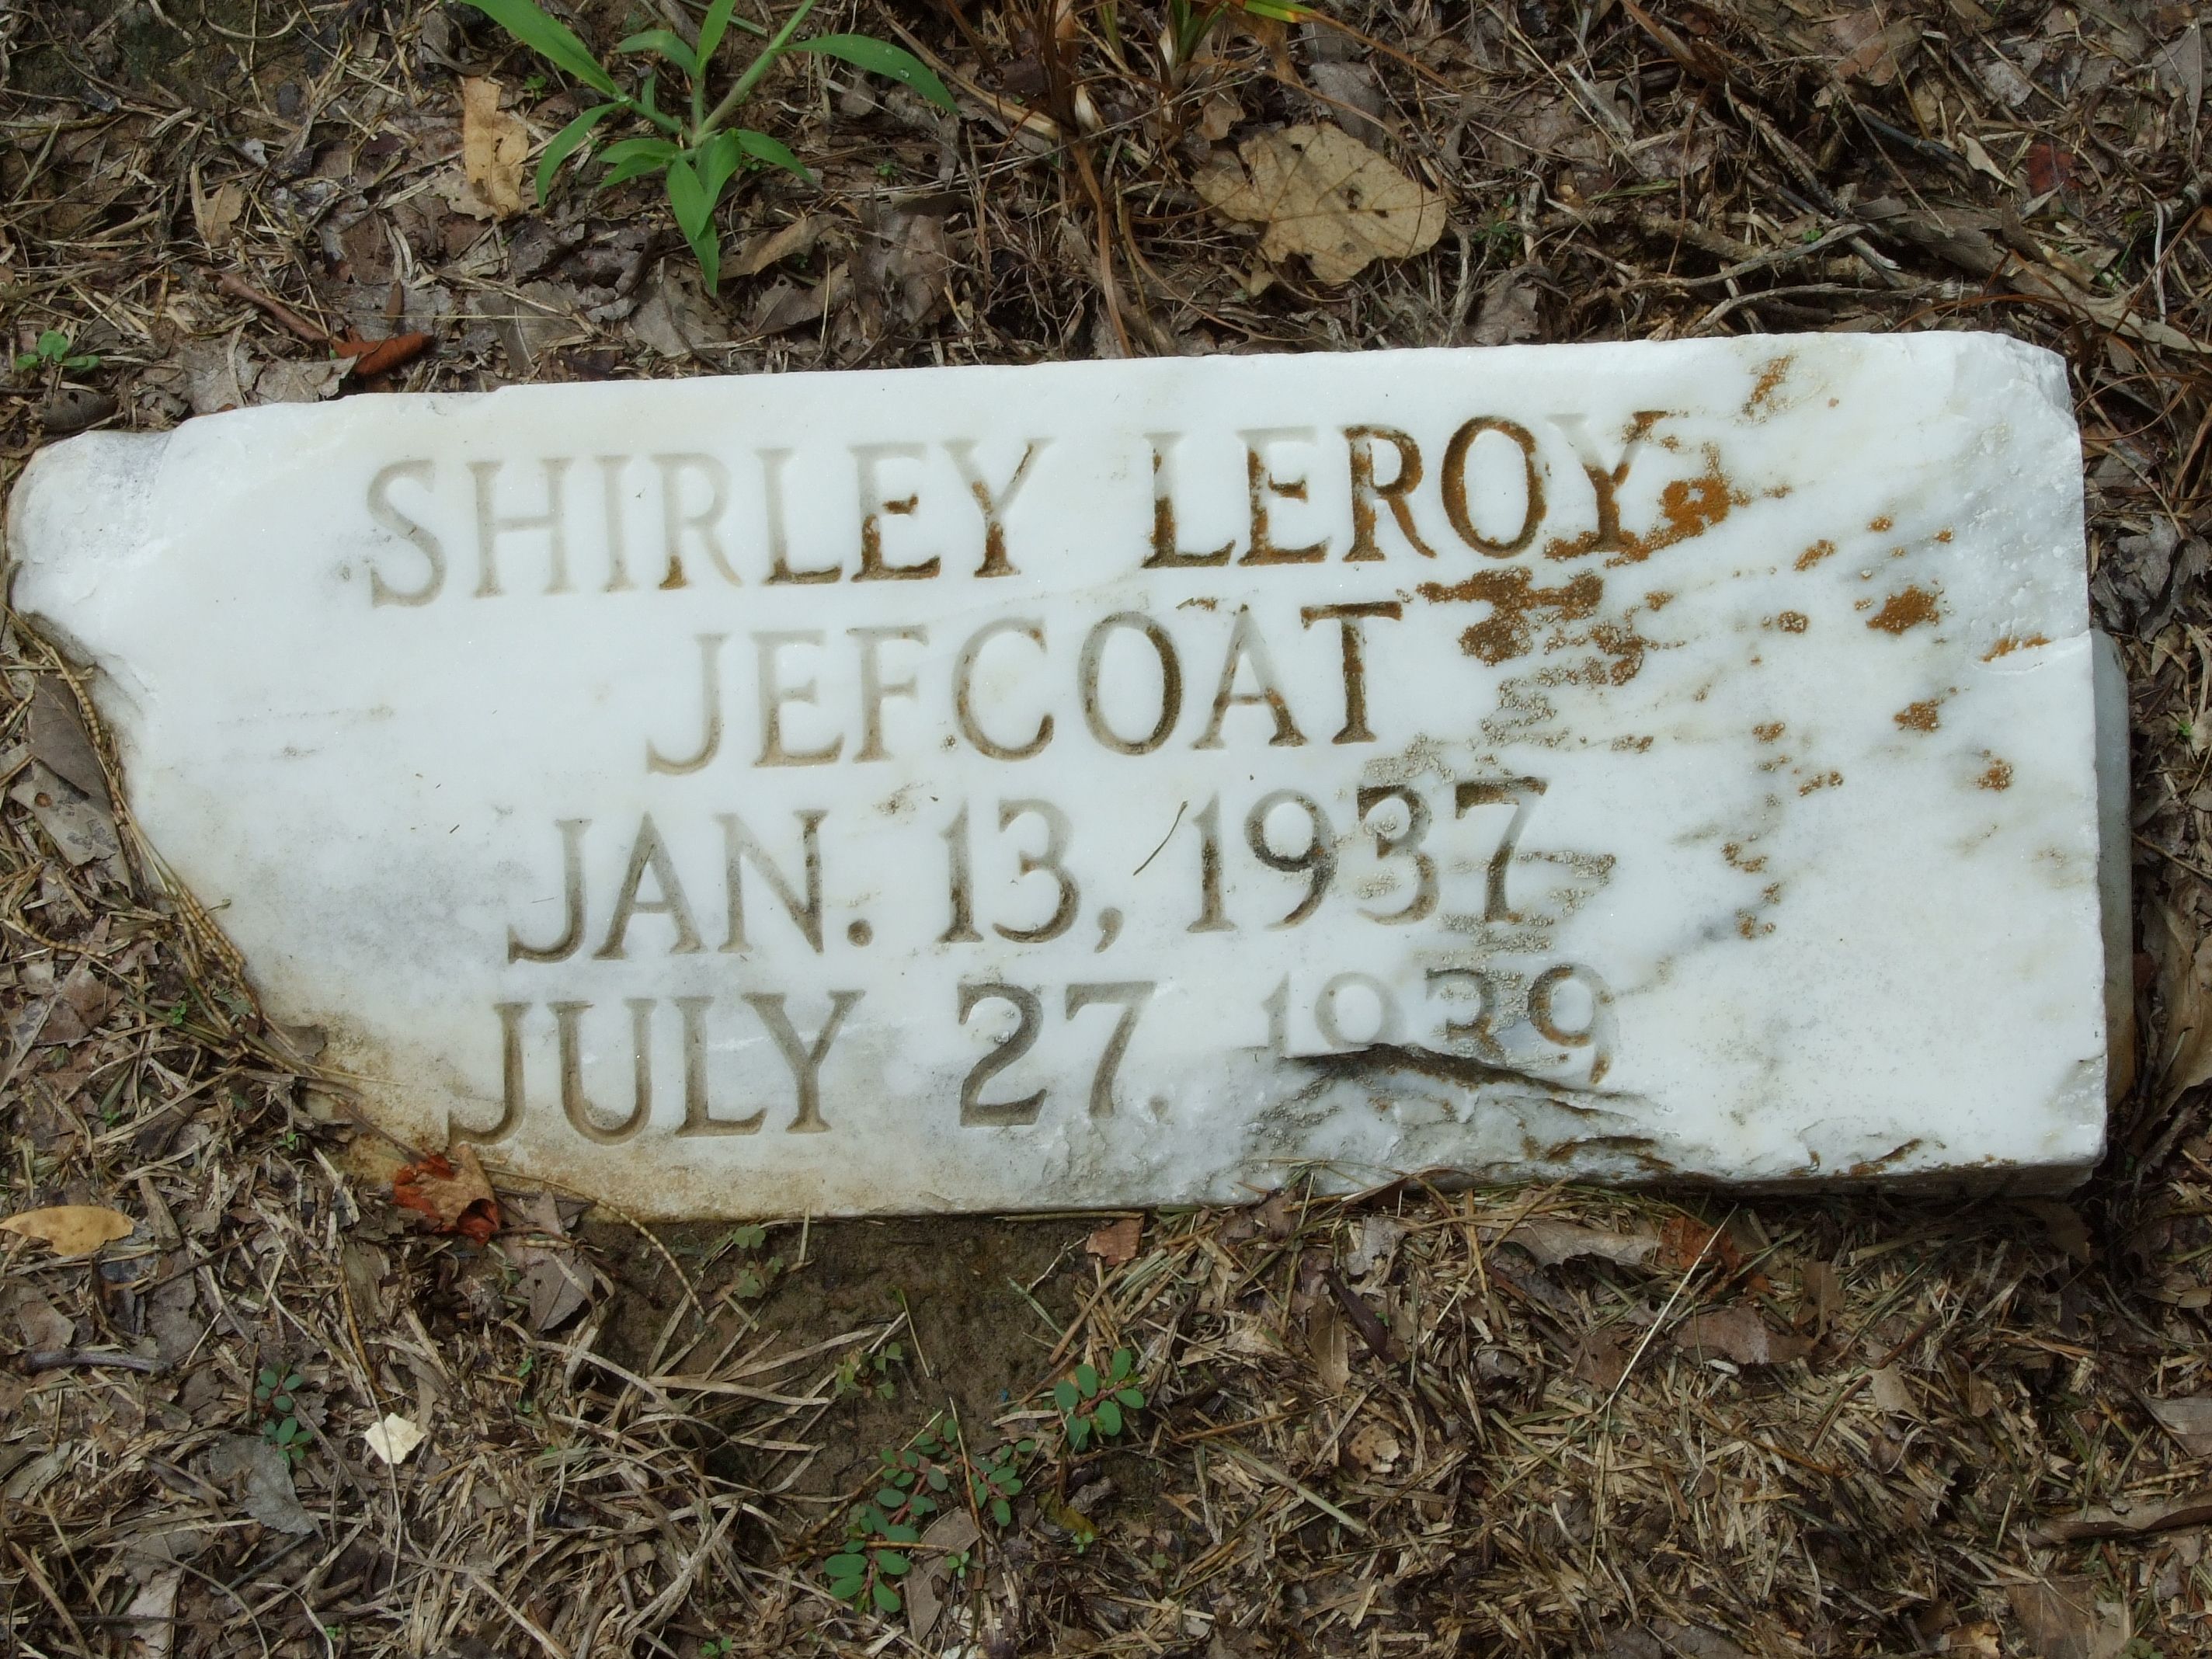 SHIRLEY LEROY
JEFCOAT
JAN. 13, 1937
JULY 27, 1939